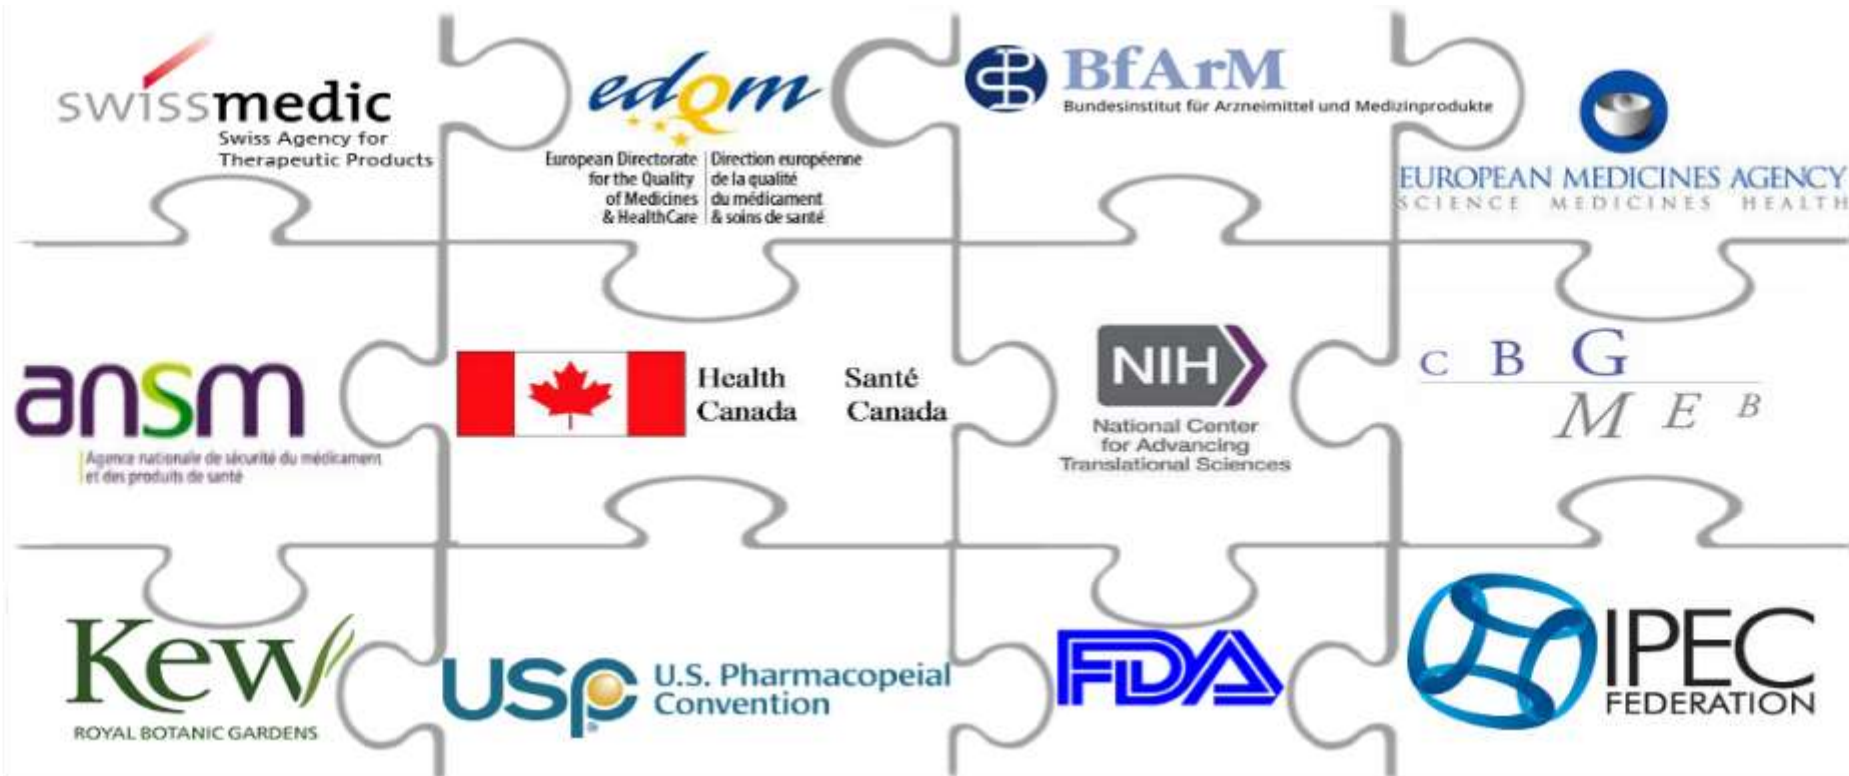 swissmedic
Swiss Agency for
Therapeutic Products
edqm
European Directorate
for the Quality
of Medicines
& HealthCare
Direction européenne
de la qualité
du médicament
& soins de santé
BfArM
Bundesinstitut für Arzneimittel und Medizinprodukte
EUROPEAN MEDICINES AGENCY
SCIENCE MEDICINES HEALTH
ansm
Agence nationale de sécurité du médicament
et des produits de santé
Health
Canada
Santé
Canada
NIH
National Center
for Advancing
Translational Sciences
C B G
M E B
Kew
ROYAL BOTANIC GARDENS
USP
U.S. Pharmacopeial
Convention
FDA
IPEC
FEDERATION